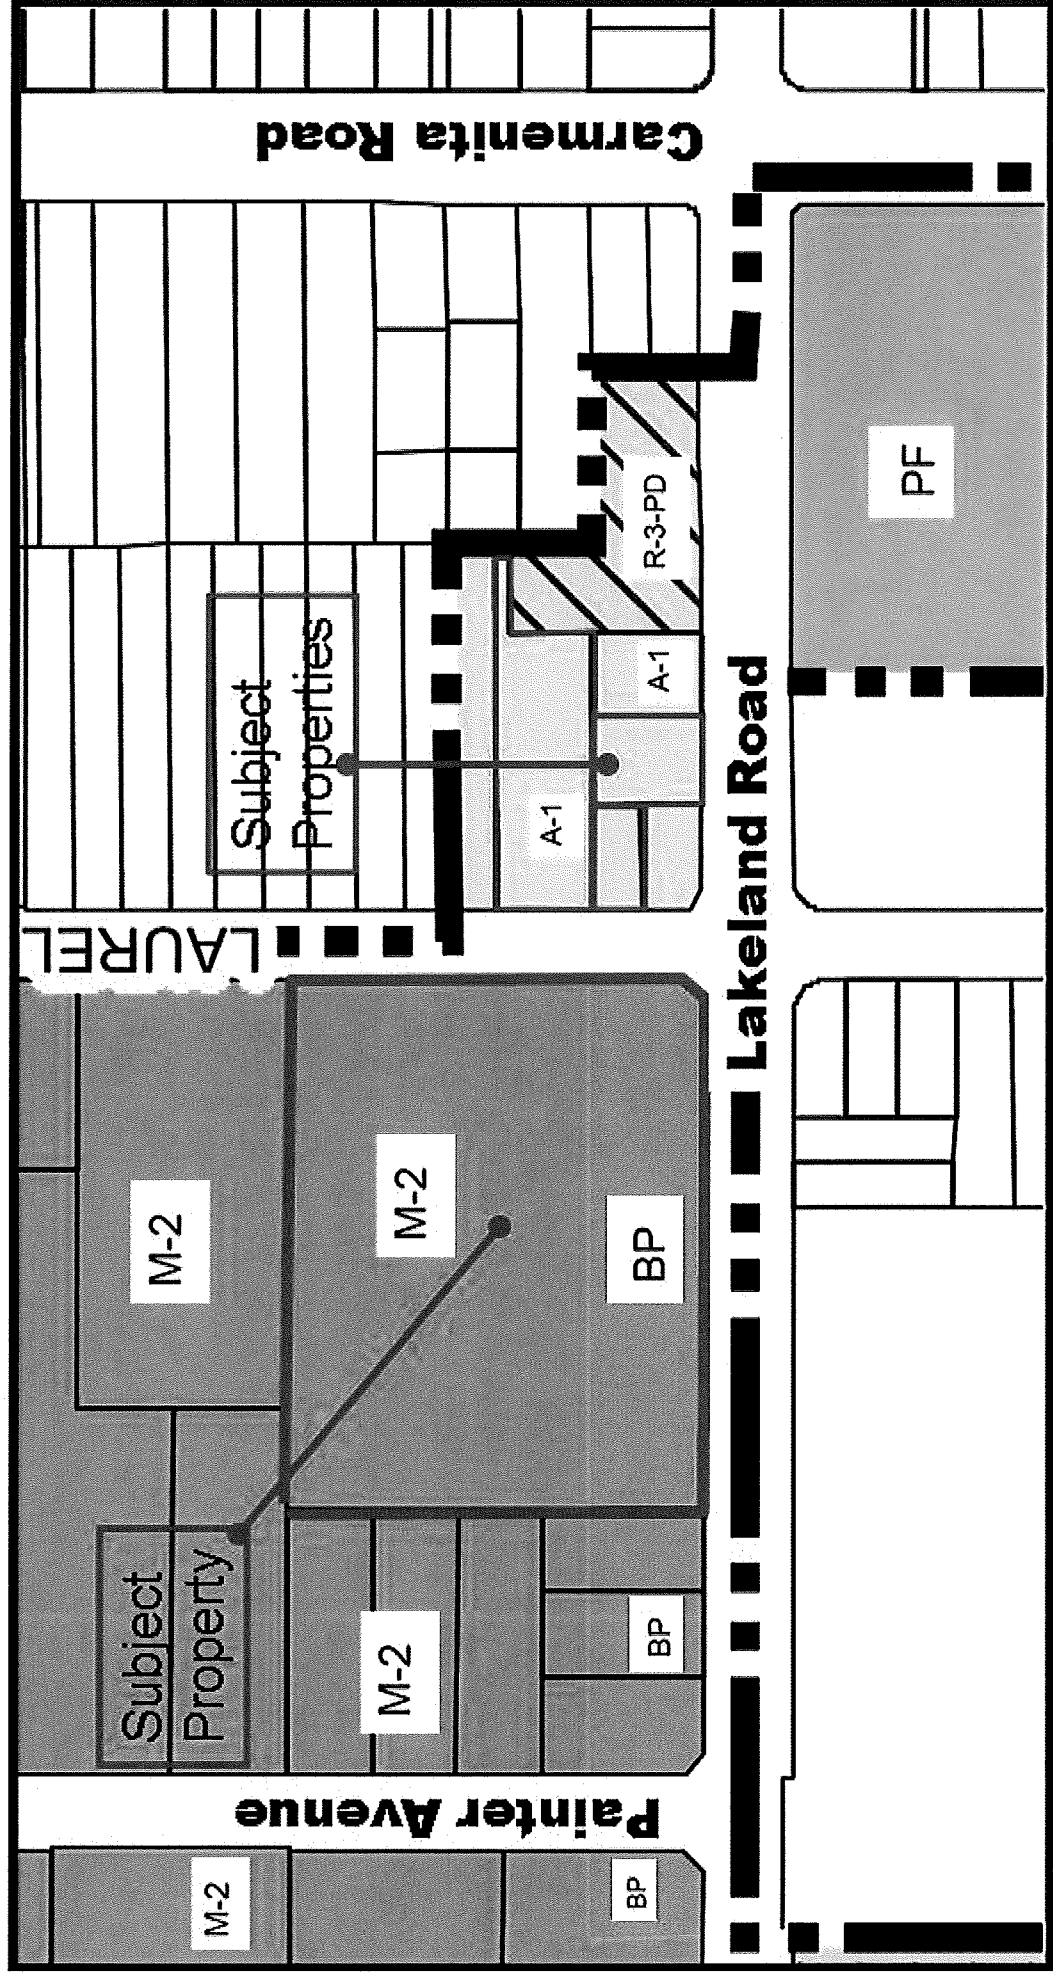 Carmenita Road
Subject
Properties
R-3-PD
PF
A-1
A-1
LAUREL
Lakeland Road
M-2
M-2
BP
Subject
Property
M-2
BP
Painter Avenue
M-2
BP